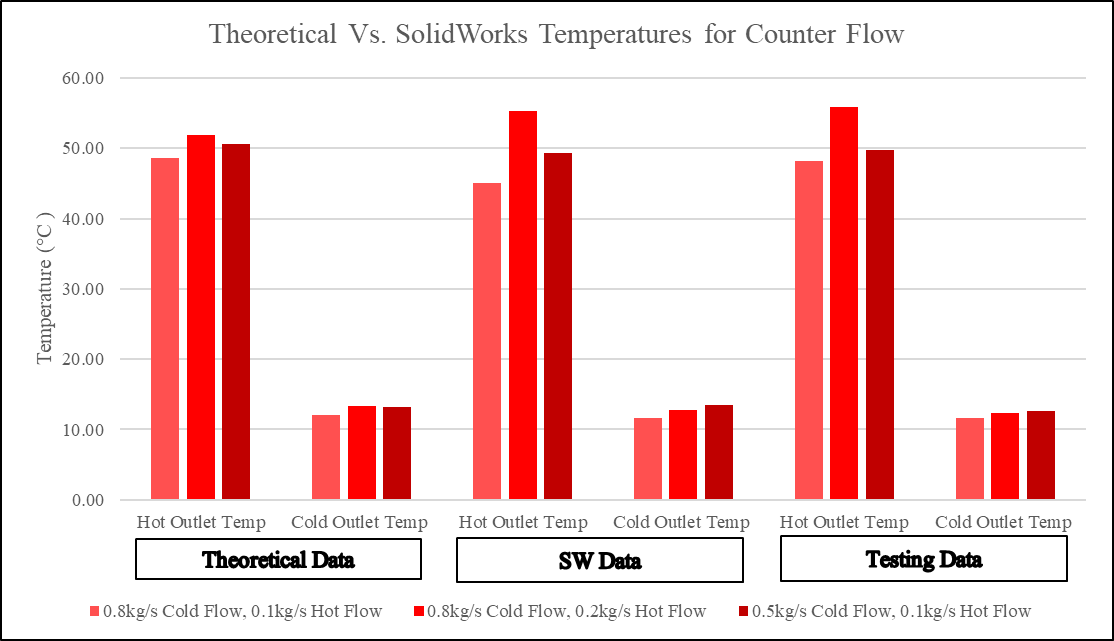 Theoretical Vs. SolidWorks Temperatures for Counter Flow
60.00
50.00
40.00
30.00
20.00
10.00
0.00
Temperature (°C )
Hot Outlet Temp
Cold Outlet Temp
Hot Outlet Temp
Cold Outlet Temp
Hot Outlet Temp
Cold Outlet Temp
Theoretical Data
SW Data
Testing Data
0.8kg/s Cold Flow, 0.1kg/s Hot Flow
0.8kg/s Cold Flow, 0.2kg/s Hot Flow
0.5kg/s Cold Flow, 0.1kg/s Hot Flow